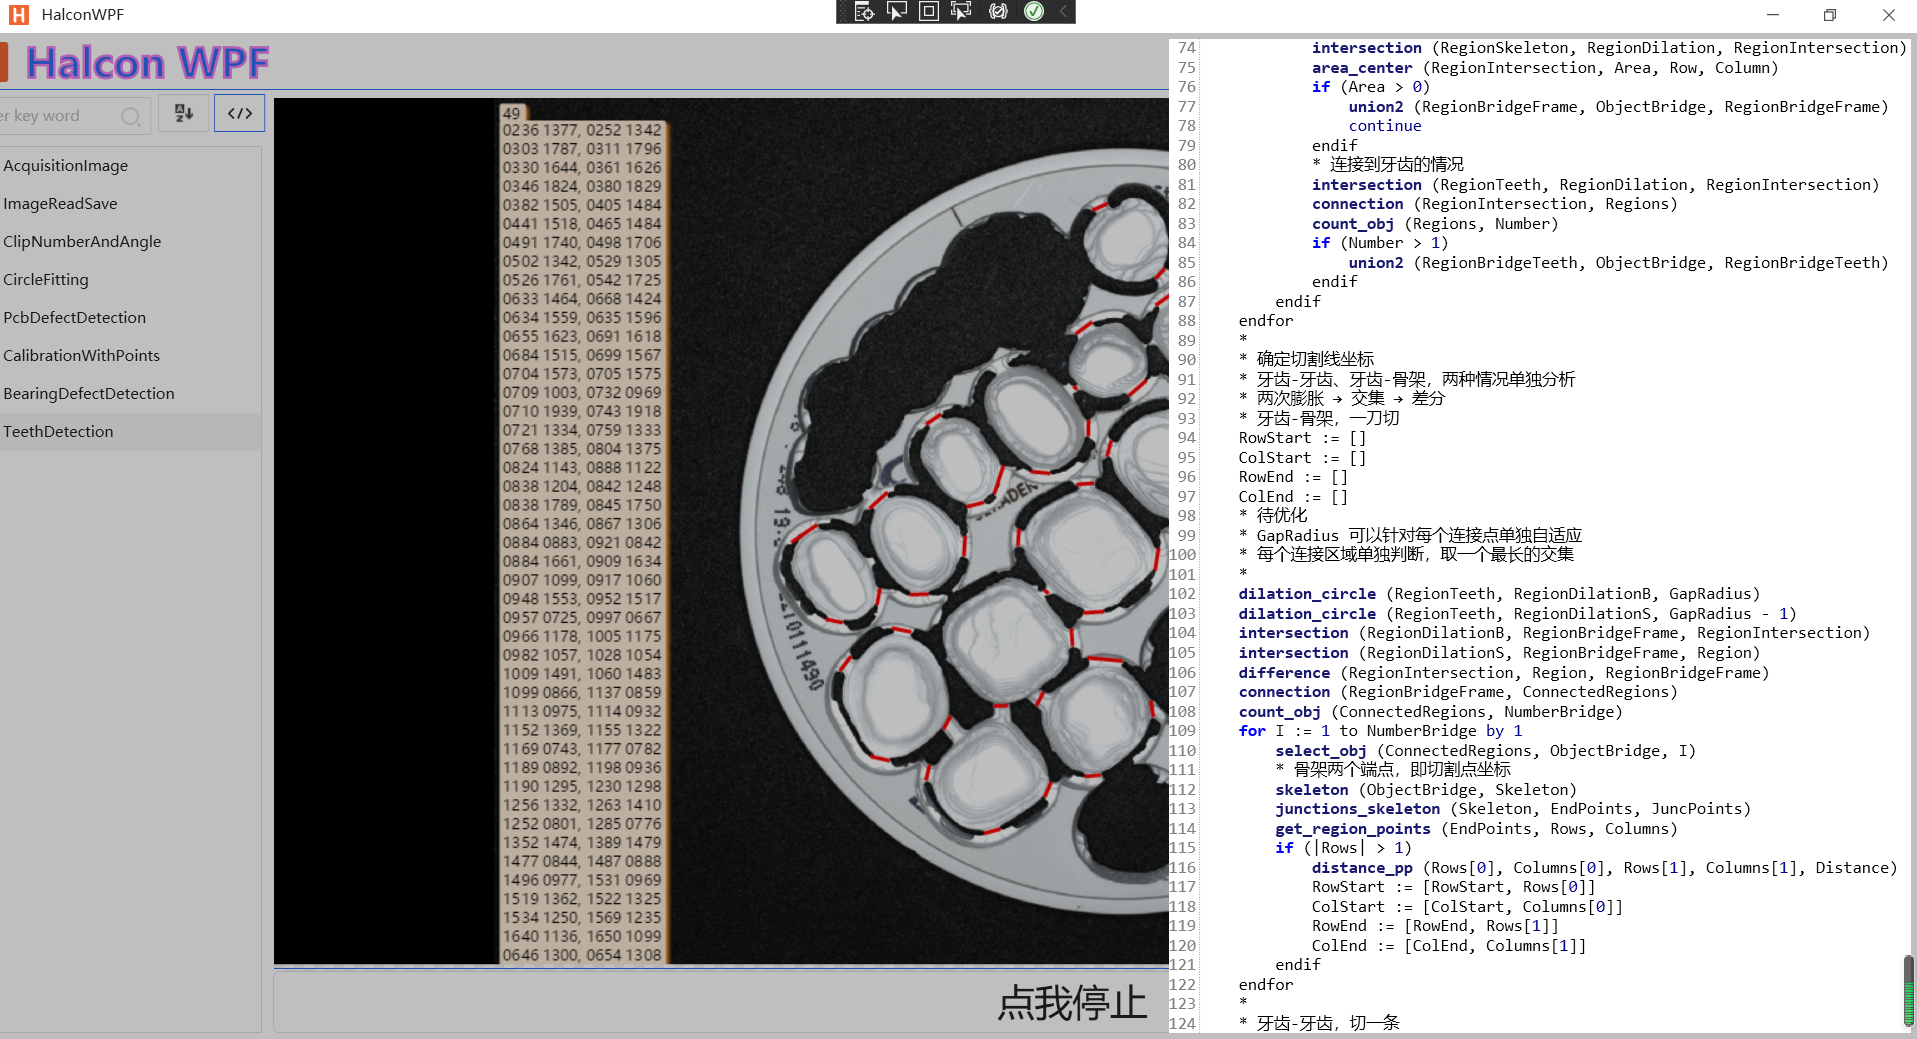 HalconWPF
Halcon WPF
er key word
AcquisitionImage
ImageReadSave
ClipNumberAndAngle
CircleFitting
PcbDefectDetection
CalibrationWithPoints
BearingDefectDetection
TeethDetection
49
0236 1377, 0252 1342
0303 1787, 0311 1796
0330 1644, 0361 1626
0346 1824, 0380 1829
0382 1505, 0405 1484
0441 1518, 0465 1484
0491 1740, 0498 1706
0502 1342, 0529 1305
0526 1761, 0542 1725
0633 1464, 0668 1424
0634 1559, 0635 1596
0655 1623, 0691 1618
0684 1515, 0699 1567
0704 1573, 0705 1575
0709 1003, 0732 0969
0710 1939, 0743 1918
0721 1334, 0759 1333
0768 1385, 0804 1375
0824 1143, 0888 1122
0838 1204, 0842 1248
0838 1789, 0845 1750
0864 1346, 0867 1306
0884 0883, 0921 0842
0884 1661, 0909 1634
0907 1099, 0917 1060
0948 1553, 0952 1517
0957 0725, 0997 0667
0966 1178, 1005 1175
0982 1057, 1028 1054
1009 1491, 1060 1483
1099 0866, 1137 0859
1113 0975, 1114 0932
1152 1369, 1155 1322
1169 0743, 1177 0782
1189 0892, 1198 0936
1190 1295, 1230 1298
1256 1332, 1263 1410
1252 0801, 1285 0776
1352 1474, 1389 1479
1477 0844, 1487 0888
1496 0977, 1531 0969
1519 1362, 1522 1325
1534 1250, 1569 1235
1640 1136, 1650 1099
0646 1300, 0654 1308
点我停止
74 intersection (RegionSkeleton, RegionDilation, RegionIntersection)
75 area_center (RegionIntersection, Area, Row, Column)
76 if (Area > 0)
77 union2 (RegionBridgeFrame, ObjectBridge, RegionBridgeFrame)
78 continue
79 endif
80 * 连接到牙齿的情况
81 intersection (RegionTeeth, RegionDilation, RegionIntersection)
82 connection (RegionIntersection, Regions)
83 count_obj (Regions, Number)
84 if (Number > 1)
85 union2 (RegionBridgeTeeth, ObjectBridge, RegionBridgeTeeth)
86 endif
87 endif
88 endfor
89 *
90 * 确定切割线坐标
91 * 牙齿-牙齿、牙齿-骨架，两种情况单独分析
92 * 两次膨胀 → 交集 → 差分
93 * 牙齿-骨架，一刀切
94 RowStart := []
95 ColStart := []
96 RowEnd := []
97 ColEnd := []
98 * 待优化
99 * GapRadius 可以针对每个连接点单独自适应
100 * 每个连接区域单独判断，取一个最长的交集
101 *
102 dilation_circle (RegionTeeth, RegionDilationB, GapRadius)
103 dilation_circle (RegionTeeth, RegionDilationS, GapRadius - 1)
104 intersection (RegionDilationB, RegionBridgeFrame, RegionIntersection)
105 intersection (RegionDilationS, RegionBridgeFrame, Region)
106 difference (RegionIntersection, Region, RegionBridgeFrame)
107 connection (RegionBridgeFrame, ConnectedRegions)
108 count_obj (ConnectedRegions, NumberBridge)
109 for I := 1 to NumberBridge by 1
110 select_obj (ConnectedRegions, ObjectBridge, I)
111 * 骨架两个端点，即切割点坐标
112 skeleton (ObjectBridge, Skeleton)
113 junctions_skeleton (Skeleton, EndPoints, JuncPoints)
114 get_region_points (EndPoints, Rows, Columns)
115 if (|Rows| > 1)
116 distance_pp (Rows[0], Columns[0], Rows[1], Columns[1], Distance)
117 RowStart := [RowStart, Rows[0]]
118 ColStart := [ColStart, Columns[0]]
119 RowEnd := [RowEnd, Rows[1]]
120 ColEnd := [ColEnd, Columns[1]]
121 endif
122 endfor
123 *
124 * 牙齿-牙齿，切一条